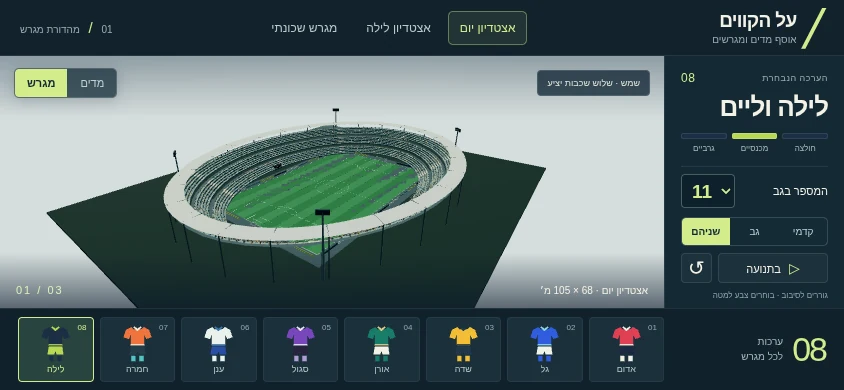 על הקווים
אוסף מדים ומגרשים
אצטדיון יום
אצטדיון לילה
מגרש שכונתי
01 / מהדורת מגרש
הערכה הנבחרת
08
לילה וליים
חולצה
מכנסיים
גרביים
המספר בגב
11
קדמי
גב
שניהם
▷ בתנועה
↺
גוררים לסיבוב · בוחרים צבע למטה
שמש · שלוש שכבות יציע
מדים
מגרש
אצטדיון יום · 68 × 105 מ׳
01 / 03
08
ערכות
לכל מגרש
01
אדום
02
גל
03
שדה
04
אורן
05
סגול
06
ענן
07
חמרה
08
לילה